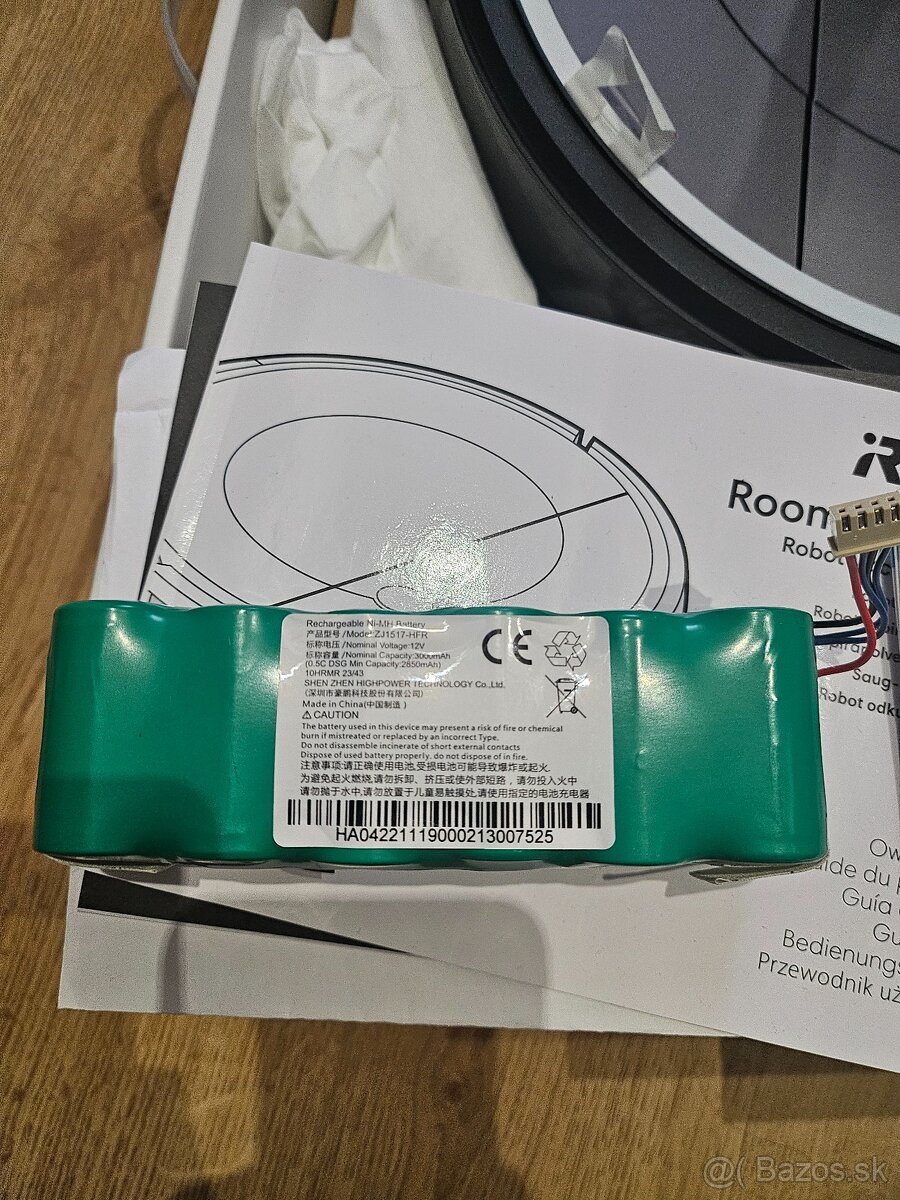 iR
Room
Robot
Robo
Saug-
Robot odku
Rechargeable Ni-MH Battery
产品型号/Model:ZJ1517-HFR
标称电压/Nominal Voltage:12V
标称容量/Nominal Capacity:3000mAh
(0.5C DSG Min Capacity:2850mAh)
10HRMR 23/43
SHEN ZHEN HIGHPOWER TECHNOLOGY Co.,Ltd.
(深圳市豪鹏科技股份有限公司)
Made in China(中国制造)
⚠ CAUTION
The battery used in this device may present a risk of fire or chemical
burn if mistreated or replaced by an incorrect Type.
Do not disassemble incinerate of short external contacts
Dispose of used battery properly. do not dispose of in fire.
注意事项:请正确使用电池,受损电池可能导致爆炸或起火.
为避免起火燃烧,请勿拆卸、挤压或使外部短路，请勿投入火中
请勿抛于水中,请勿放置于儿童易触摸处,请使用指定的电池充电器
HA04221119000213007525
CE
Ow
uide du p
Guía
Gu
Bedienungs
Przewodnik uż
@( Bazos.sk